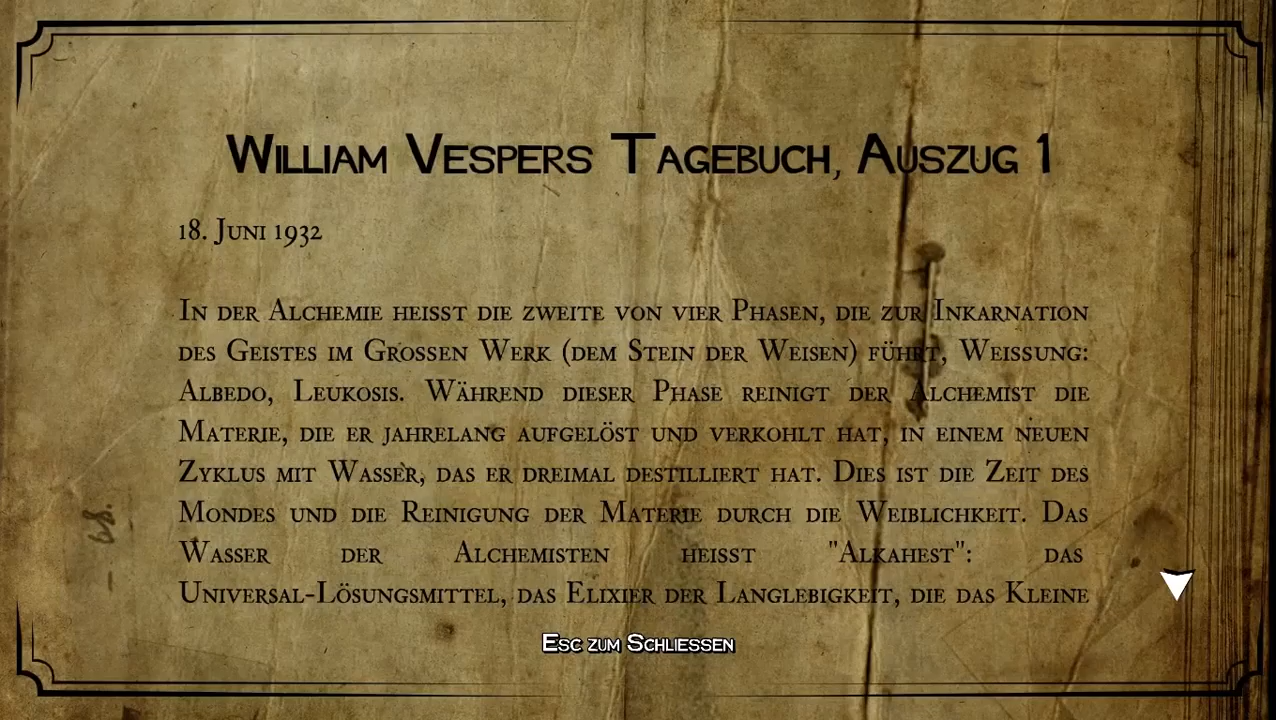 William Vespers Tagebuch, Auszug 1
18. Juni 1932
In der Alchemie heisst die zweite von vier Phasen, die zur Inkarnation
des Geistes im Grossen Werk (dem Stein der Weisen) führt, Weissung:
Albedo, Leukosis. Während dieser Phase reinigt der Alchemist die
Materie, die er jahrelang aufgelöst und verkohlt hat, in einem neuen
Zyklus mit Wasser, das er dreimal destilliert hat. Dies ist die Zeit des
Mondes und die Reinigung der Materie durch die Weiblichkeit. Das
Wasser der Alchemisten heisst "Alkahest": das
Universal-Lösungsmittel, das Elixier der Langlebigkeit, die das Kleine
Esc zum Schliessen